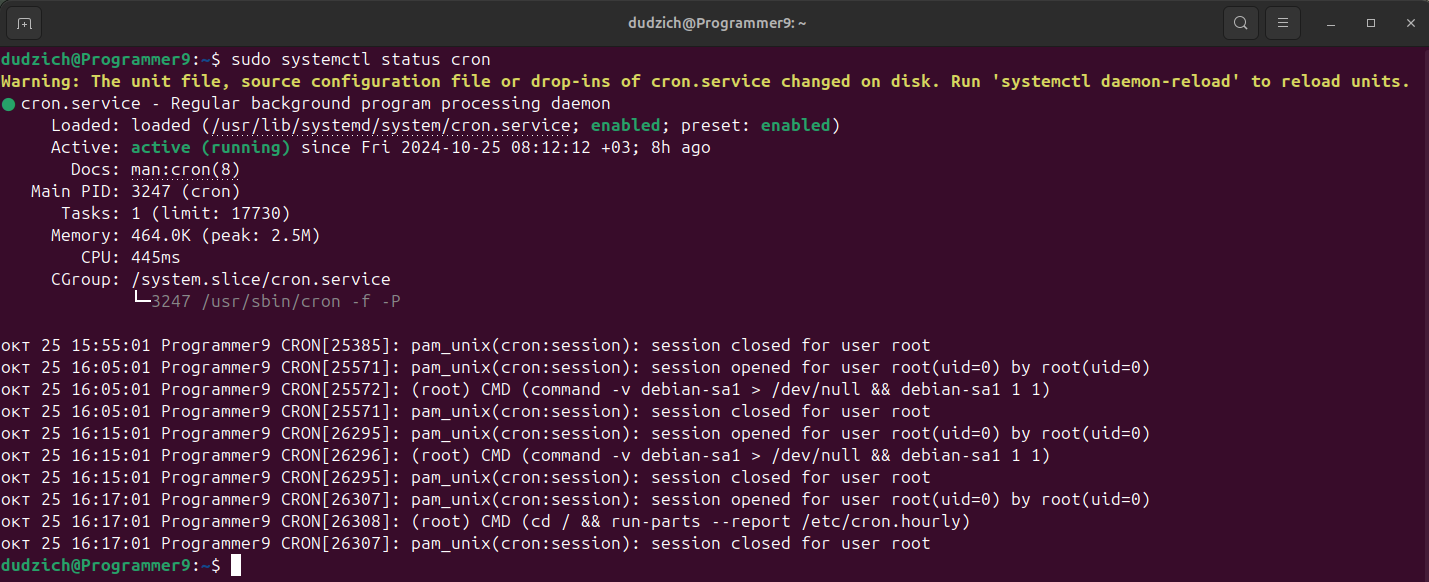 dudzich@Programmer9: ~
dudzich@Programmer9:~$ sudo systemctl status cron
Warning: The unit file, source configuration file or drop-ins of cron.service changed on disk. Run 'systemctl daemon-reload' to reload units.
● cron.service - Regular background program processing daemon
     Loaded: loaded (/usr/lib/systemd/system/cron.service; enabled; preset: enabled)
     Active: active (running) since Fri 2024-10-25 08:12:12 +03; 8h ago
       Docs: man:cron(8)
   Main PID: 3247 (cron)
      Tasks: 1 (limit: 17730)
     Memory: 464.0K (peak: 2.5M)
        CPU: 445ms
     CGroup: /system.slice/cron.service
             └─3247 /usr/sbin/cron -f -P
окт 25 15:55:01 Programmer9 CRON[25385]: pam_unix(cron:session): session closed for user root
окт 25 16:05:01 Programmer9 CRON[25571]: pam_unix(cron:session): session opened for user root(uid=0) by root(uid=0)
окт 25 16:05:01 Programmer9 CRON[25572]: (root) CMD (command -v debian-sa1 > /dev/null && debian-sa1 1 1)
окт 25 16:05:01 Programmer9 CRON[25571]: pam_unix(cron:session): session closed for user root
окт 25 16:15:01 Programmer9 CRON[26295]: pam_unix(cron:session): session opened for user root(uid=0) by root(uid=0)
окт 25 16:15:01 Programmer9 CRON[26296]: (root) CMD (command -v debian-sa1 > /dev/null && debian-sa1 1 1)
окт 25 16:15:01 Programmer9 CRON[26295]: pam_unix(cron:session): session closed for user root
окт 25 16:17:01 Programmer9 CRON[26307]: pam_unix(cron:session): session opened for user root(uid=0) by root(uid=0)
окт 25 16:17:01 Programmer9 CRON[26308]: (root) CMD (cd / && run-parts --report /etc/cron.hourly)
окт 25 16:17:01 Programmer9 CRON[26307]: pam_unix(cron:session): session closed for user root
dudzich@Programmer9:~$